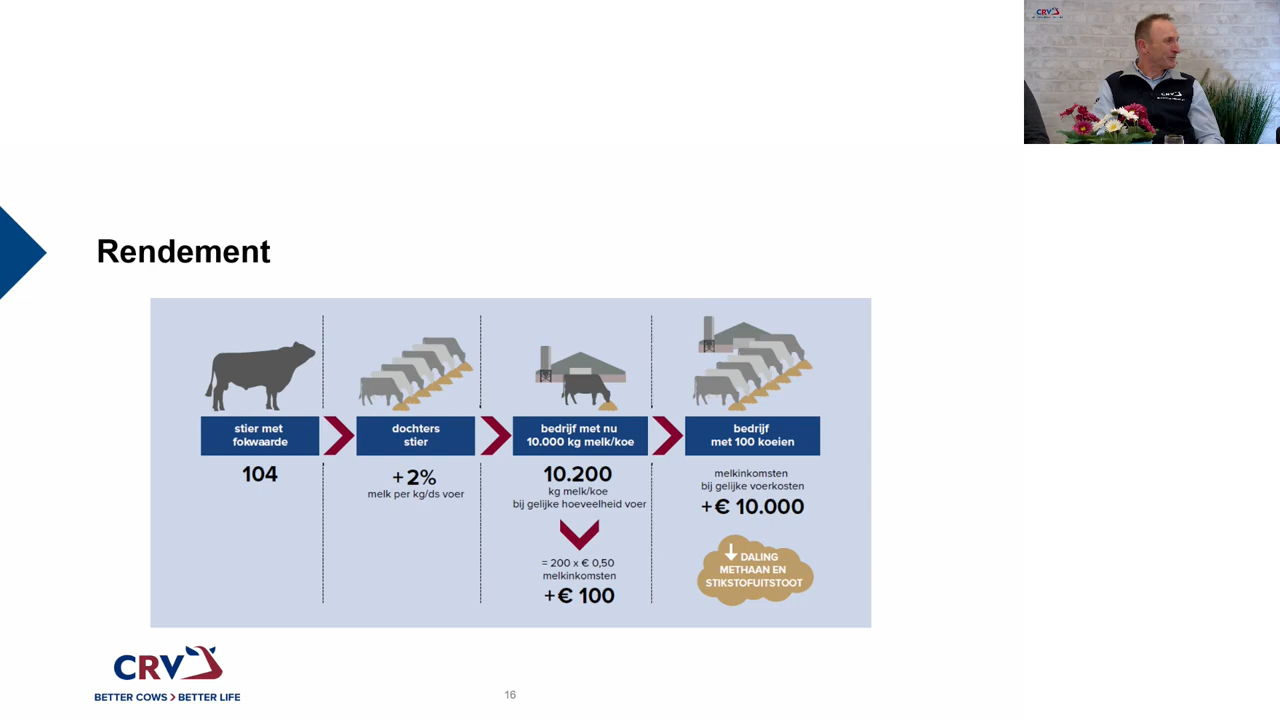 CRV
CRV
Rendement
stier met
fokwaarde
104
dochters
stier
+2%
melk per kg/ds voer
bedrijf met nu
10.000 kg melk/koe
10.200
kg melk/koe
bij gelijke hoeveelheid voer
= 200 x € 0,50
melkinkomsten
+€ 100
bedrijf
met 100 koeien
melkinkomsten
bij gelijke voerkosten
+€ 10.000
DALING
METHAAN EN
STIKSTOFUITSTOOT
CRV
BETTER COWS > BETTER LIFE
16